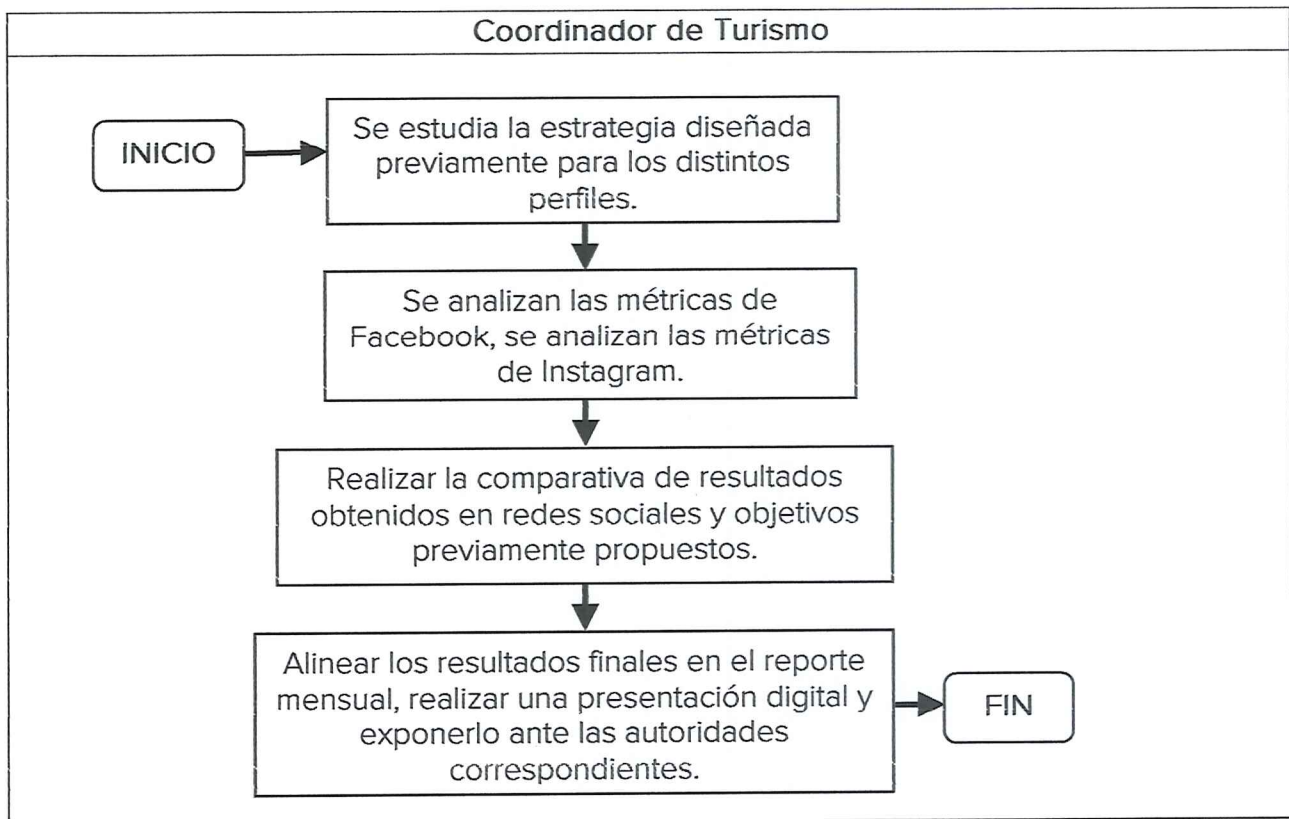 Coordinador de Turismo
INICIO
Se estudia la estrategia diseñada
previamente para los distintos
perfiles.
Se analizan las métricas de
Facebook, se analizan las métricas
de Instagram.
Realizar la comparativa de resultados
obtenidos en redes sociales y objetivos
previamente propuestos.
Alinear los resultados finales en el reporte
mensual, realizar una presentación digital y
exponerlo ante las autoridades
correspondientes.
FIN